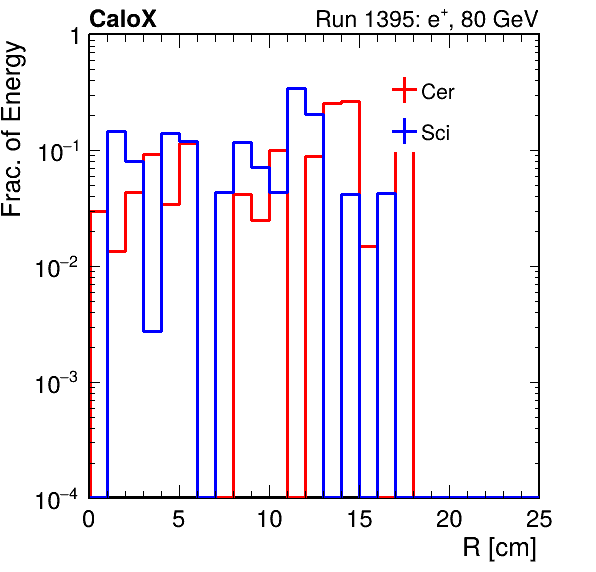 CaloX Run 1395: e⁺, 80 GeV
Frac. of Energy
1
10⁻¹
10⁻²
10⁻³
10⁻⁴
Cer
Sci
0 5 10 15 20 25
R [cm]